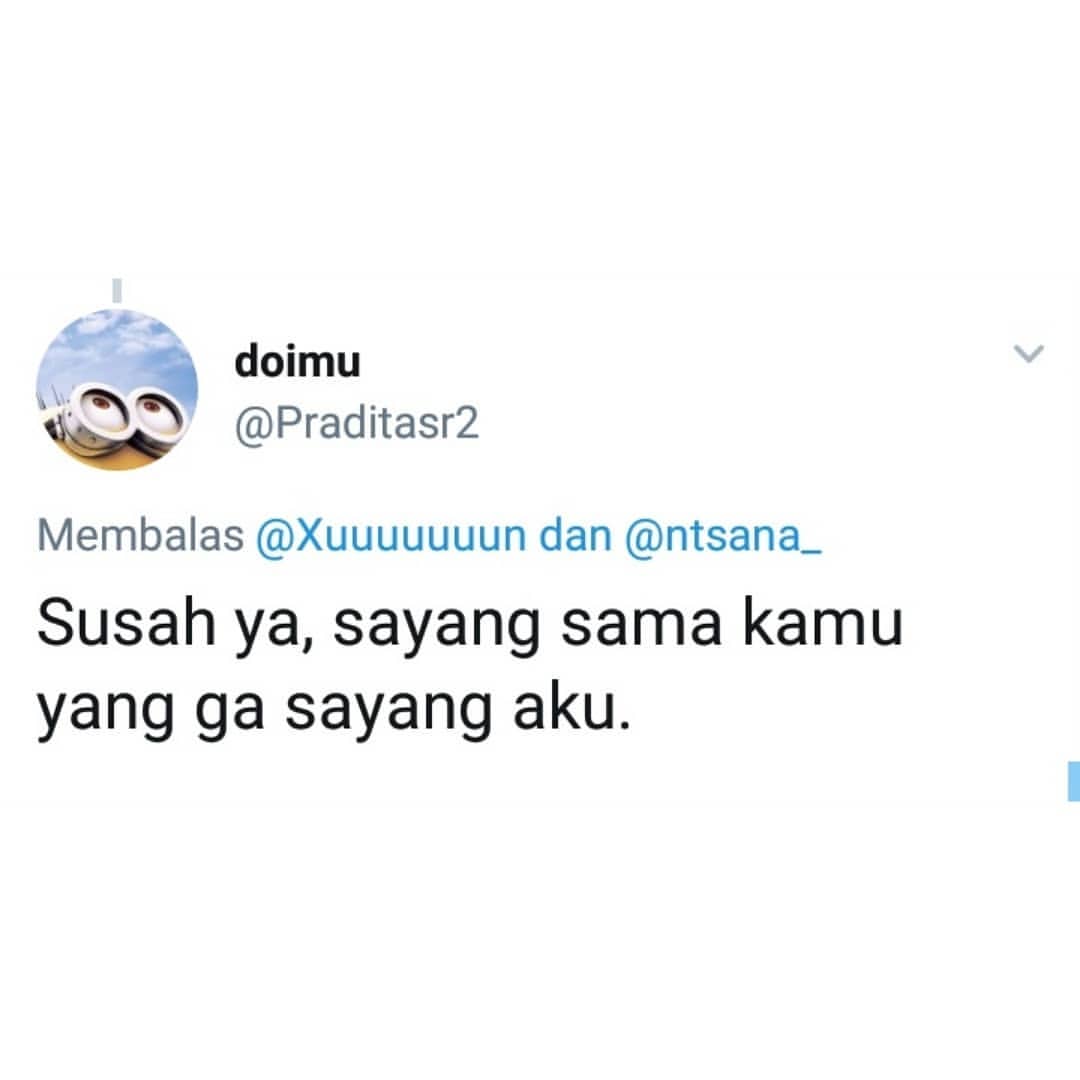 doimu
@Praditasr2
Membalas @Xuuuuuuun dan @ntsana_
Susah ya, sayang sama kamu
yang ga sayang aku.